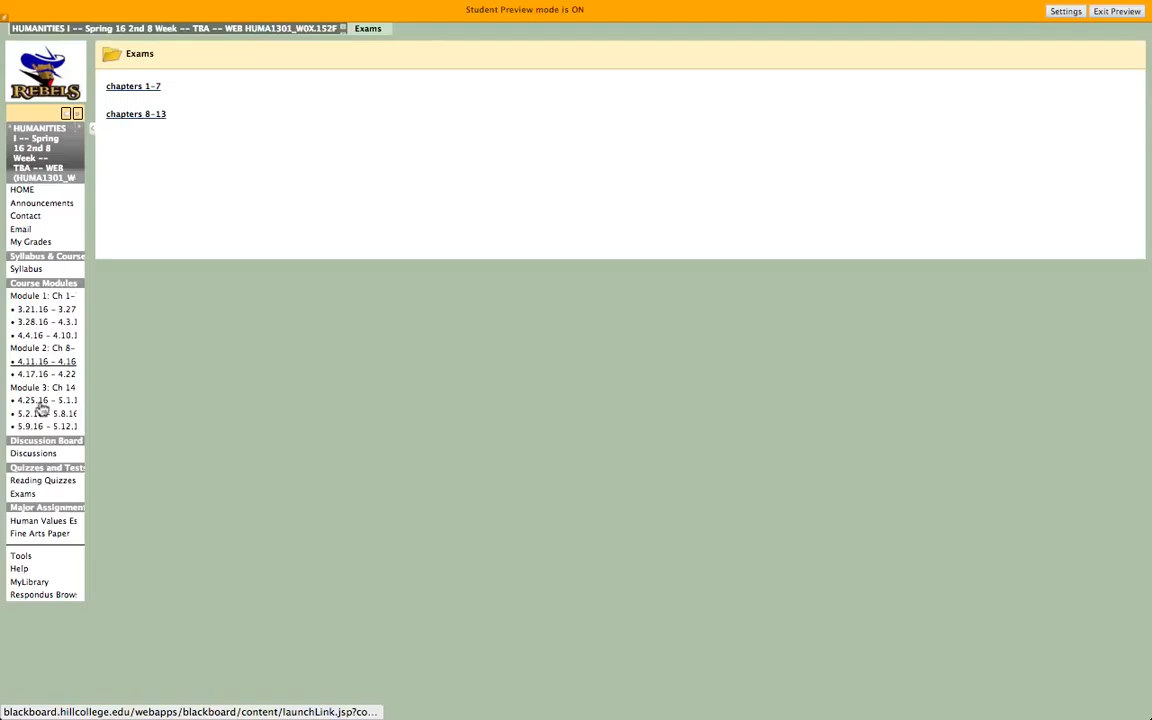 Student Preview mode is ON
Settings
Exit Preview
HUMANITIES I -- Spring 16 2nd 8 Week -- TBA -- WEB HUMA1301_W0X.152F
Exams
REBELS
Exams
chapters 1-7
chapters 8-13
HUMANITIES
I -- Spring
16 2nd 8
Week --
TBA -- WEB
(HUMA1301_W
HOME
Announcements
Contact
Email
My Grades
Syllabus & Course
Syllabus
Course Modules
Module 1: Ch 1-
• 3.21.16 - 3.27
• 3.28.16 - 4.3.1
• 4.4.16 - 4.10.1
Module 2: Ch 8-
• 4.11.16 - 4.16
• 4.17.16 - 4.22
Module 3: Ch 14
• 4.25.16 - 5.1.1
• 5.2. 5.8.16
• 5.9.16 - 5.12.1
Discussion Board
Discussions
Quizzes and Tests
Reading Quizzes
Exams
Major Assignment
Human Values Es
Fine Arts Paper
Tools
Help
MyLibrary
Respondus Brow
blackboard.hillcollege.edu/webapps/blackboard/content/launchLink.jsp?co...